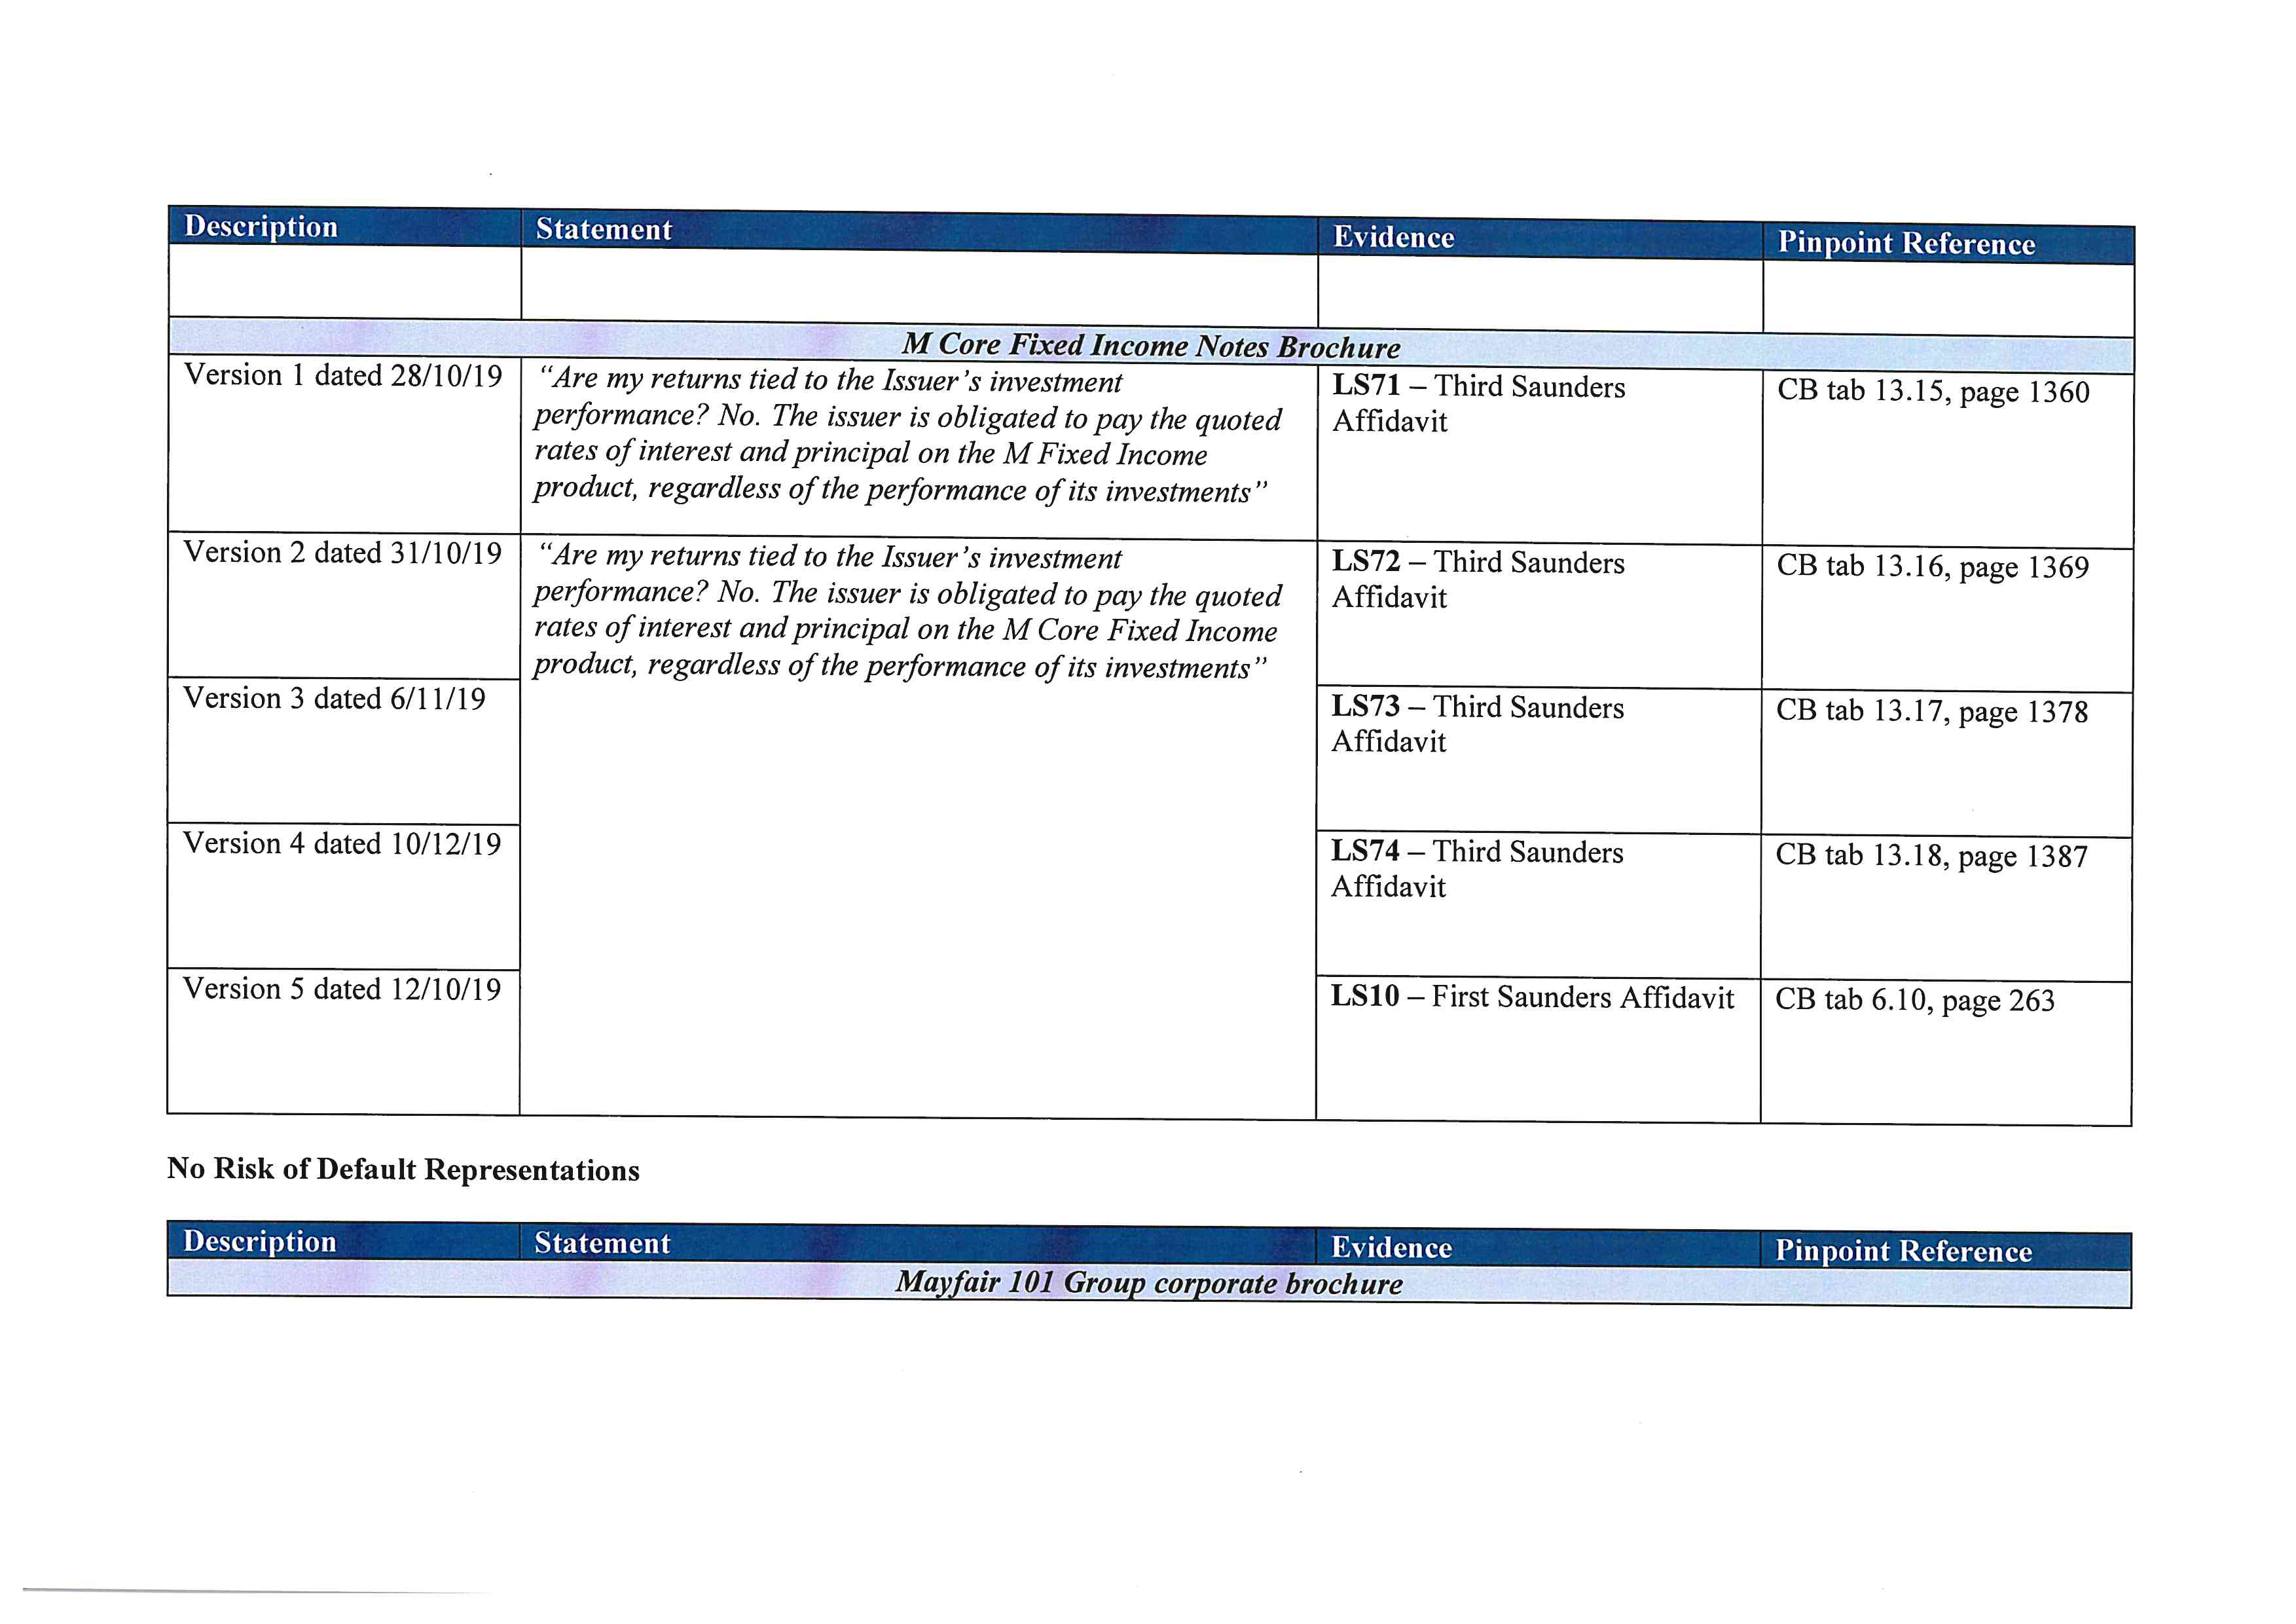 Description Statement Evidence Pinpoint Reference
M Core Fixed Income Notes Brochure
Version 1 dated 28/10/19
“Are my returns tied to the Issuer’s investment
performance? No. The issuer is obligated to pay the quoted
rates of interest and principal on the M Fixed Income
product, regardless of the performance of its investments”
LS71 – Third Saunders
Affidavit
CB tab 13.15, page 1360
Version 2 dated 31/10/19
“Are my returns tied to the Issuer’s investment
performance? No. The issuer is obligated to pay the quoted
rates of interest and principal on the M Core Fixed Income
product, regardless of the performance of its investments”
LS72 – Third Saunders
Affidavit
CB tab 13.16, page 1369
Version 3 dated 6/11/19
LS73 – Third Saunders
Affidavit
CB tab 13.17, page 1378
Version 4 dated 10/12/19
LS74 – Third Saunders
Affidavit
CB tab 13.18, page 1387
Version 5 dated 12/10/19
LS10 – First Saunders Affidavit
CB tab 6.10, page 263
No Risk of Default Representations
Description Statement Evidence Pinpoint Reference
Mayfair 101 Group corporate brochure